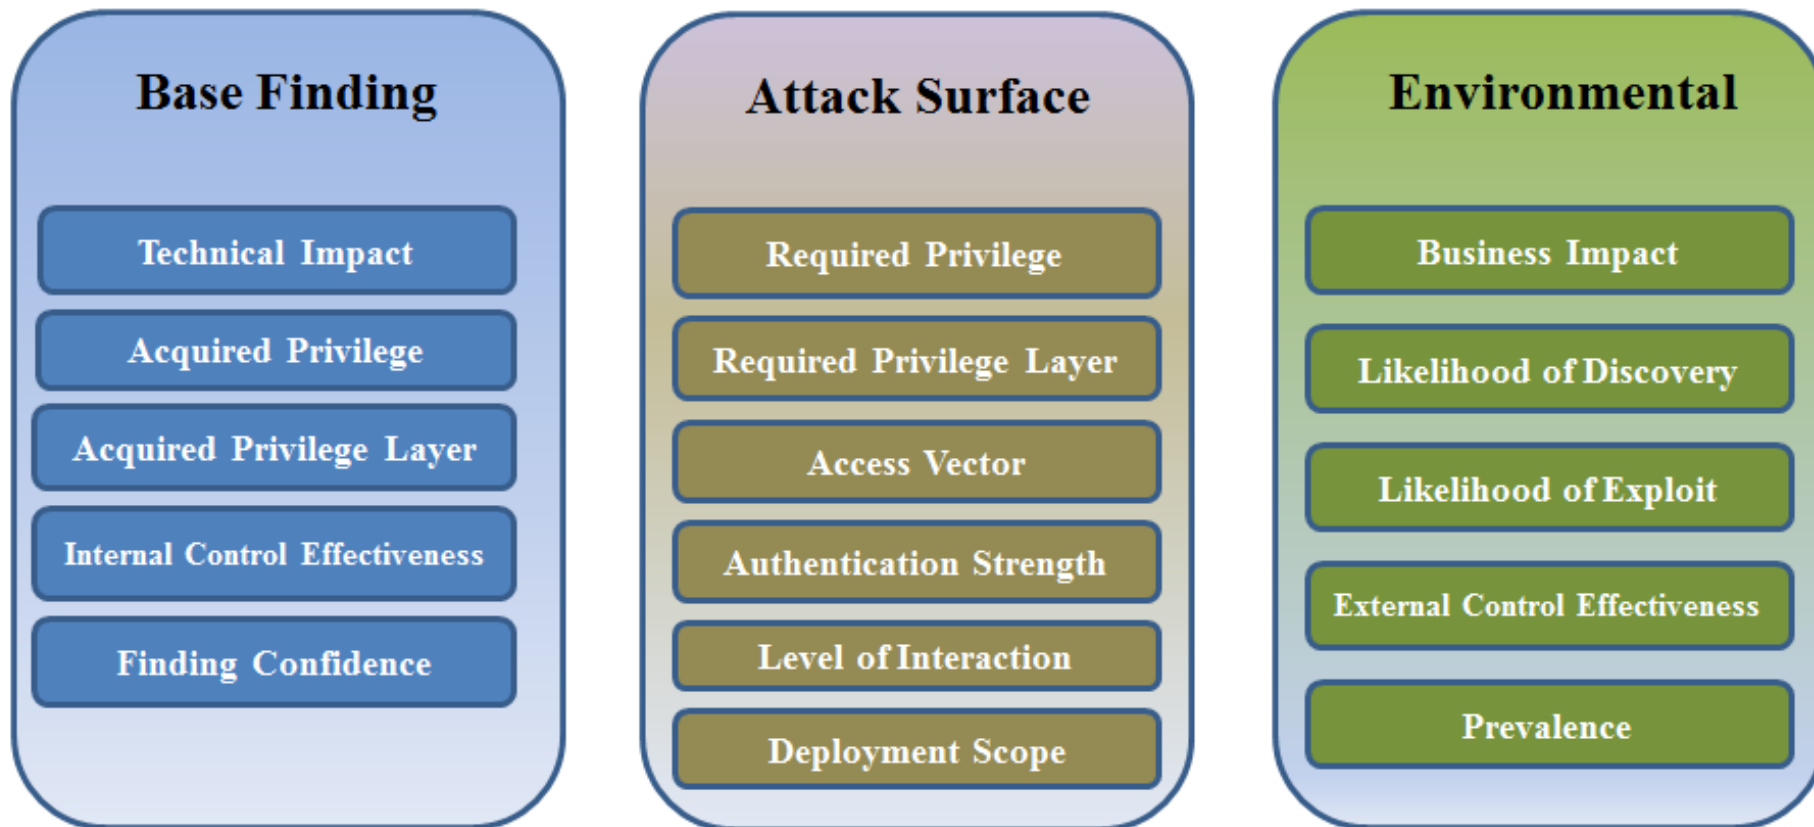 Base Finding
Technical Impact
Acquired Privilege
Acquired Privilege Layer
Internal Control Effectiveness
Finding Confidence
Attack Surface
Required Privilege
Required Privilege Layer
Access Vector
Authentication Strength
Level of Interaction
Deployment Scope
Environmental
Business Impact
Likelihood of Discovery
Likelihood of Exploit
External Control Effectiveness
Prevalence